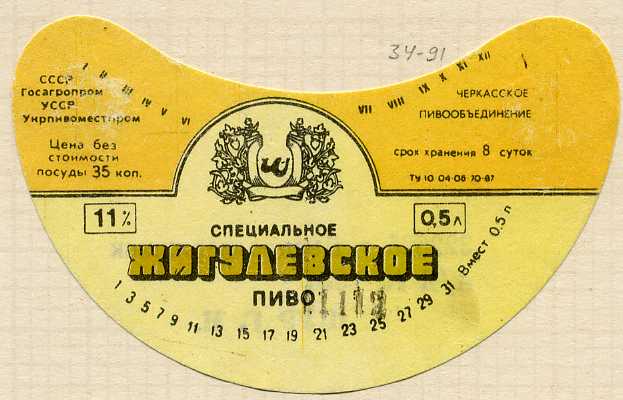 34-91
I II III IV V VI VII VIII IX X XI XII
СССР
Госагропром
УССР
Укрпивоместпром
Цена без
стоимости
посуды 35 коп.
ЧЕРКАССКОЕ
ПИВООБЪЕДИНЕНИЕ
срок хранения 8 суток
ТУ 10 04-06 70-87
11%
0,5 л
СПЕЦИАЛЬНОЕ
ЖИГУЛЕВСКОЕ
ПИВО
1 3 5 7 9 11 13 15 17 19 21 23 25 27 29 31 Вмест 0.5 л